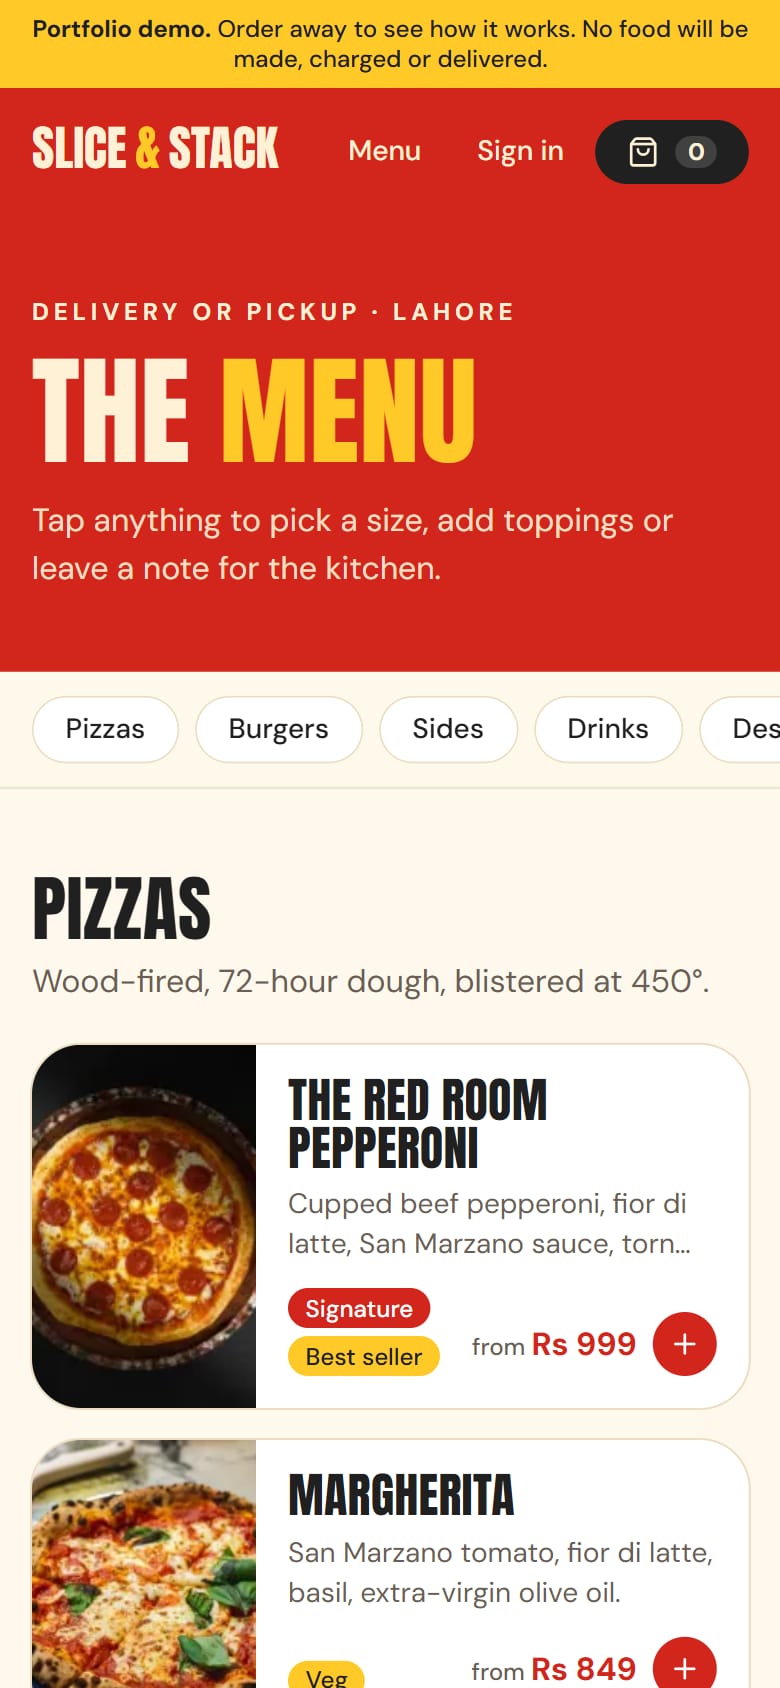 Portfolio demo. Order away to see how it works. No food will be
made, charged or delivered.
SLICE & STACK
Menu
Sign in
0
DELIVERY OR PICKUP · LAHORE
THE MENU
Tap anything to pick a size, add toppings or
leave a note for the kitchen.
Pizzas
Burgers
Sides
Drinks
Des
PIZZAS
Wood-fired, 72-hour dough, blistered at 450°.
THE RED ROOM
PEPPERONI
Cupped beef pepperoni, fior di
latte, San Marzano sauce, torn...
Signature
Best seller
from Rs 999
MARGHERITA
San Marzano tomato, fior di latte,
basil, extra-virgin olive oil.
Veg
from Rs 849